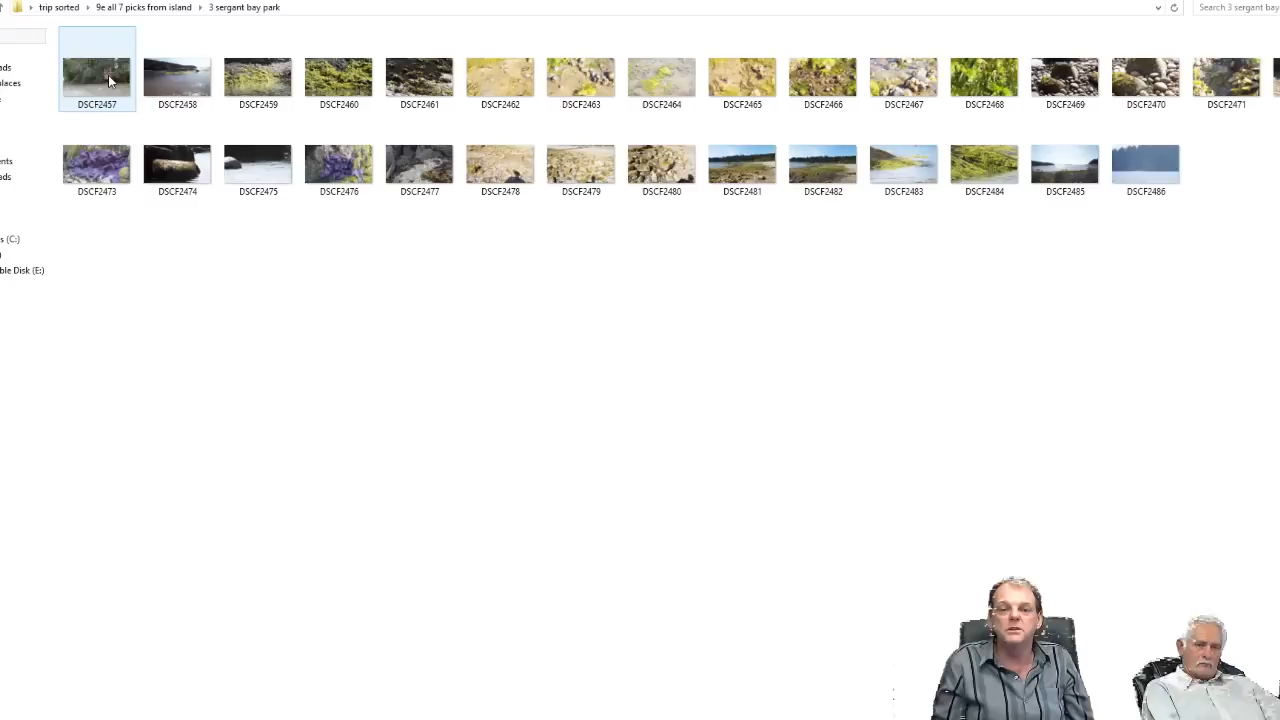 trip sorted > 9e all 7 picks from island > 3 sergant bay park
Search 3 sergant bay
ads
places
DSCF2457 DSCF2458 DSCF2459 DSCF2460 DSCF2461 DSCF2462 DSCF2463 DSCF2464 DSCF2465 DSCF2466 DSCF2467 DSCF2468 DSCF2469 DSCF2470 DSCF2471
ents
ads
DSCF2473 DSCF2474 DSCF2475 DSCF2476 DSCF2477 DSCF2478 DSCF2479 DSCF2480 DSCF2481 DSCF2482 DSCF2483 DSCF2484 DSCF2485 DSCF2486
s (C:)
)
ble Disk (E:)